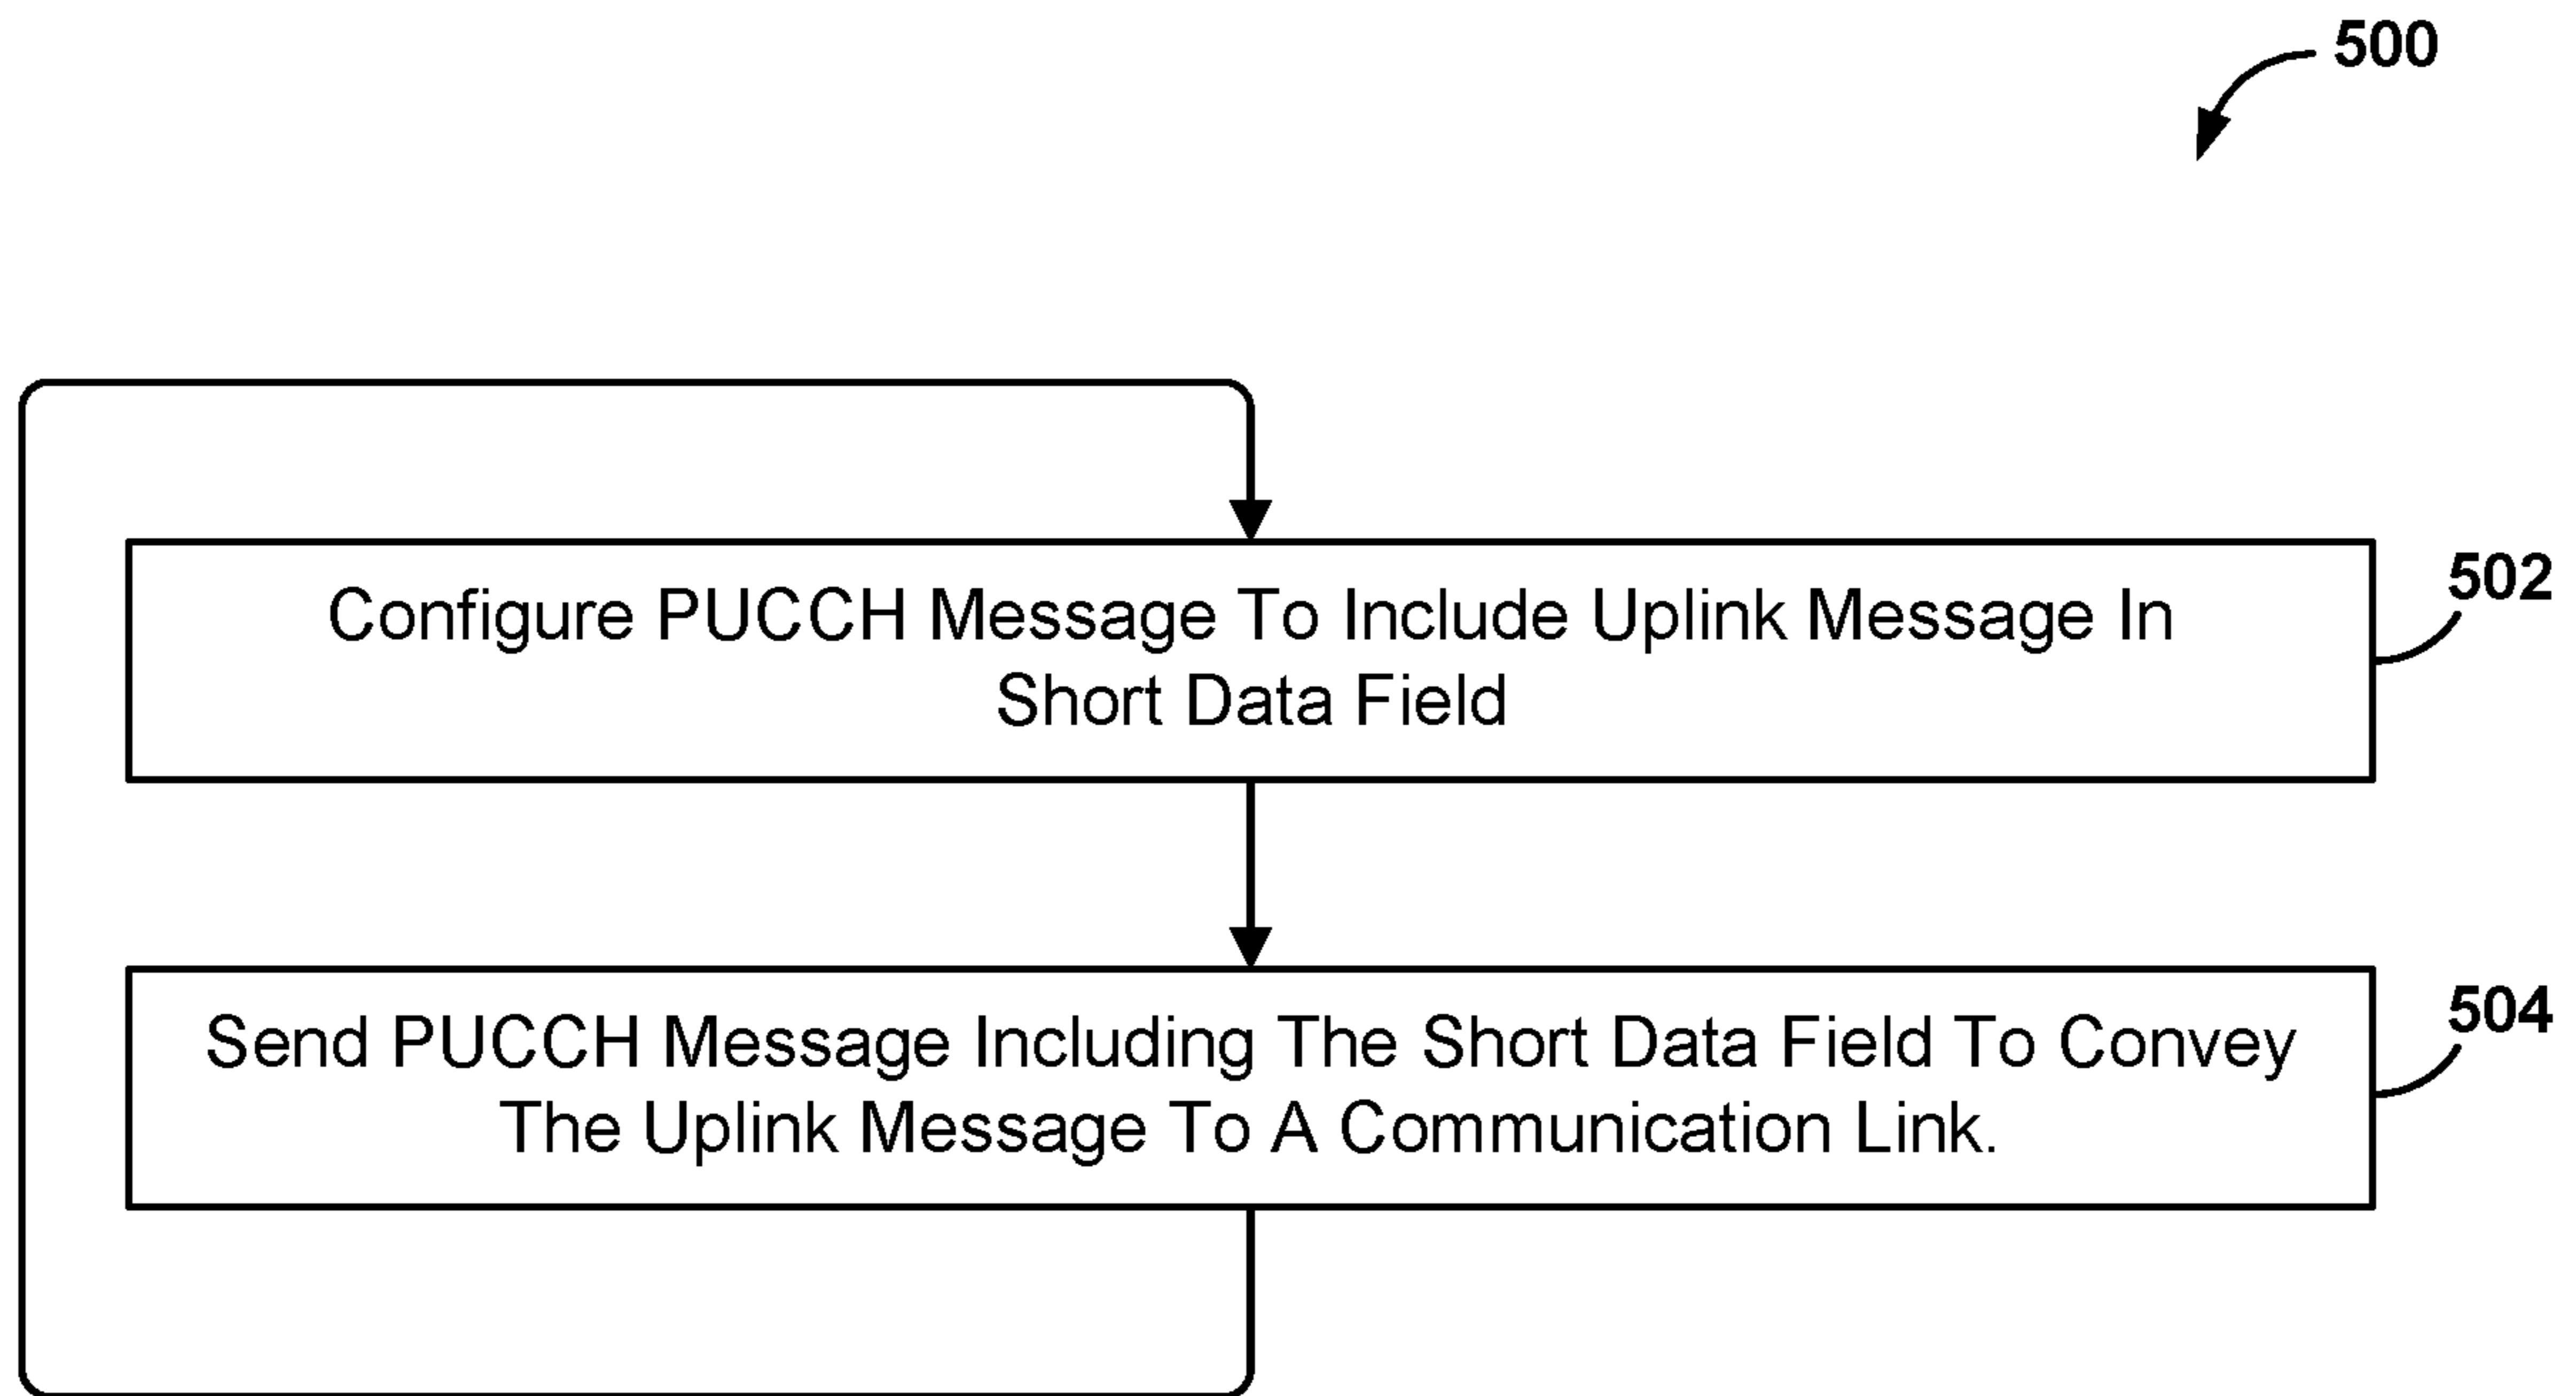 500
Configure PUCCH Message To Include Uplink Message In
Short Data Field
502
Send PUCCH Message Including The Short Data Field To Convey
The Uplink Message To A Communication Link.
504